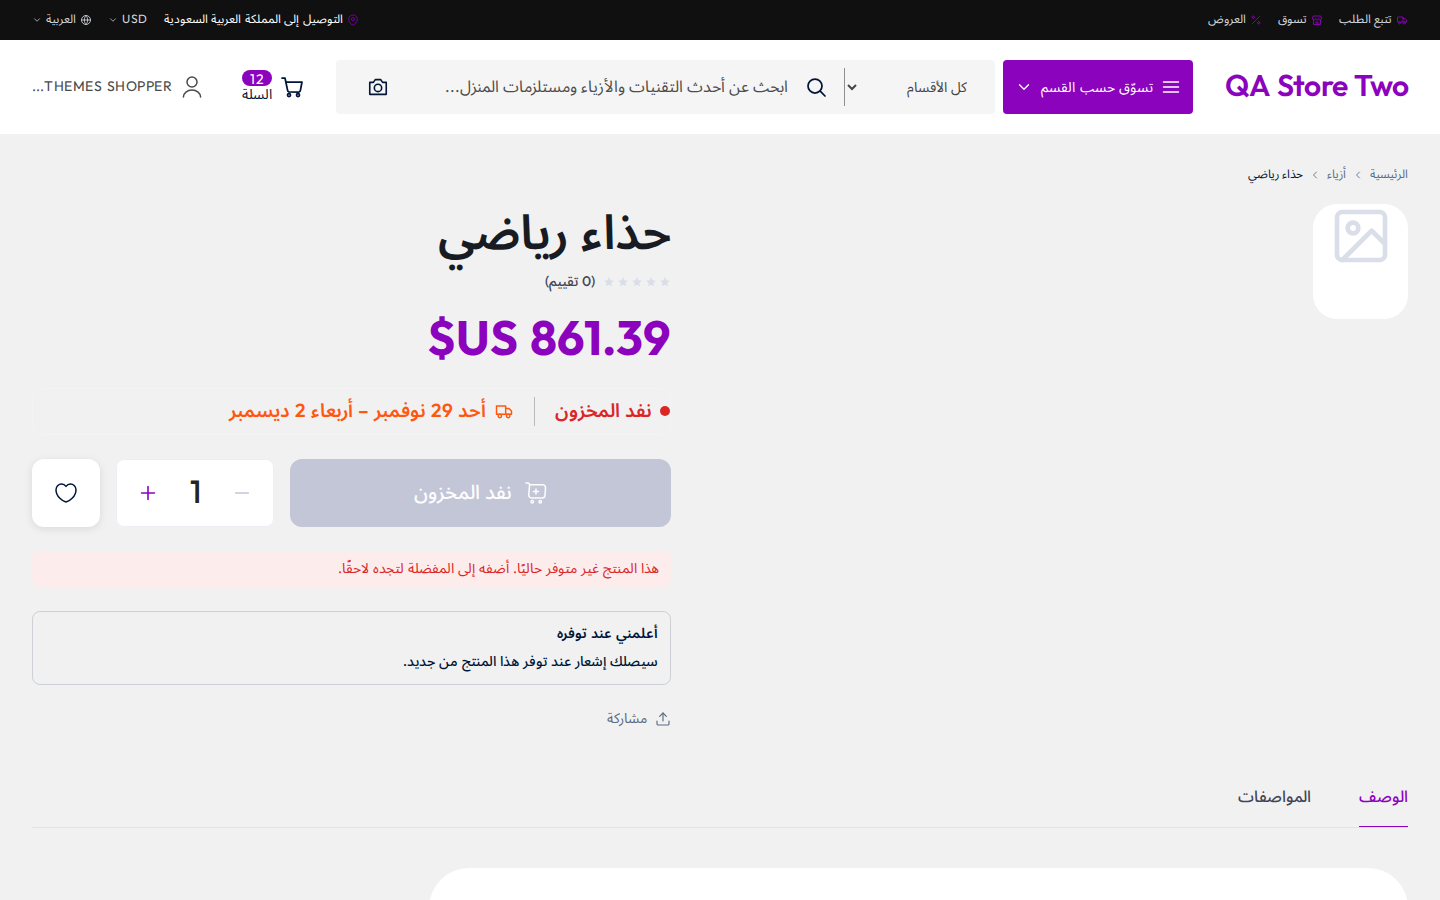 تتبع الطلب
تسوق
العروض
التوصيل إلى المملكة العربية السعودية
USD
العربية
QA Store Two
تسوّق حسب القسم
كل الأقسام
ابحث عن أحدث التقنيات والأزياء ومستلزمات المنزل...
12
السلة
THEMES SHOPPER...
الرئيسية
أزياء
حذاء رياضي
حذاء رياضي
(0 تقييم)
861.39 US$
نفد المخزون
أحد 29 نوفمبر – أربعاء 2 ديسمبر
نفد المخزون
1
هذا المنتج غير متوفر حاليًا. أضفه إلى المفضلة لتجده لاحقًا.
أعلمني عند توفره
سيصلك إشعار عند توفر هذا المنتج من جديد.
مشاركة
الوصف
المواصفات